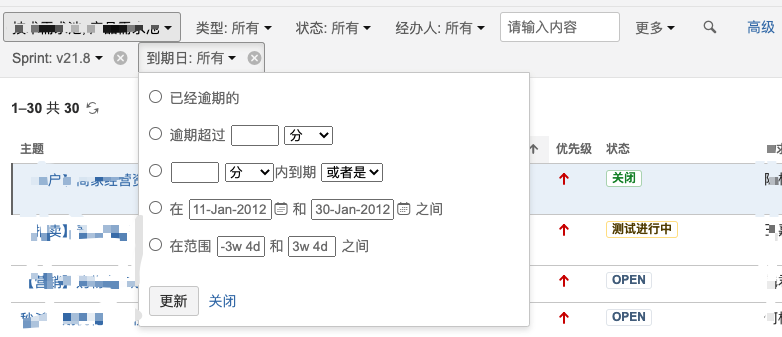 类型: 所有 状态: 所有 经办人: 所有 请输入内容 更多 高级
Sprint: v21.8 到期日: 所有
1–30 共 30
已经逾期的
逾期超过 分
分 内到期 或者是
在 11-Jan-2012 和 30-Jan-2012 之间
在范围 -3w 4d 和 3w 4d 之间
更新 关闭
主题 优先级 状态
关闭
测试进行中
OPEN
OPEN